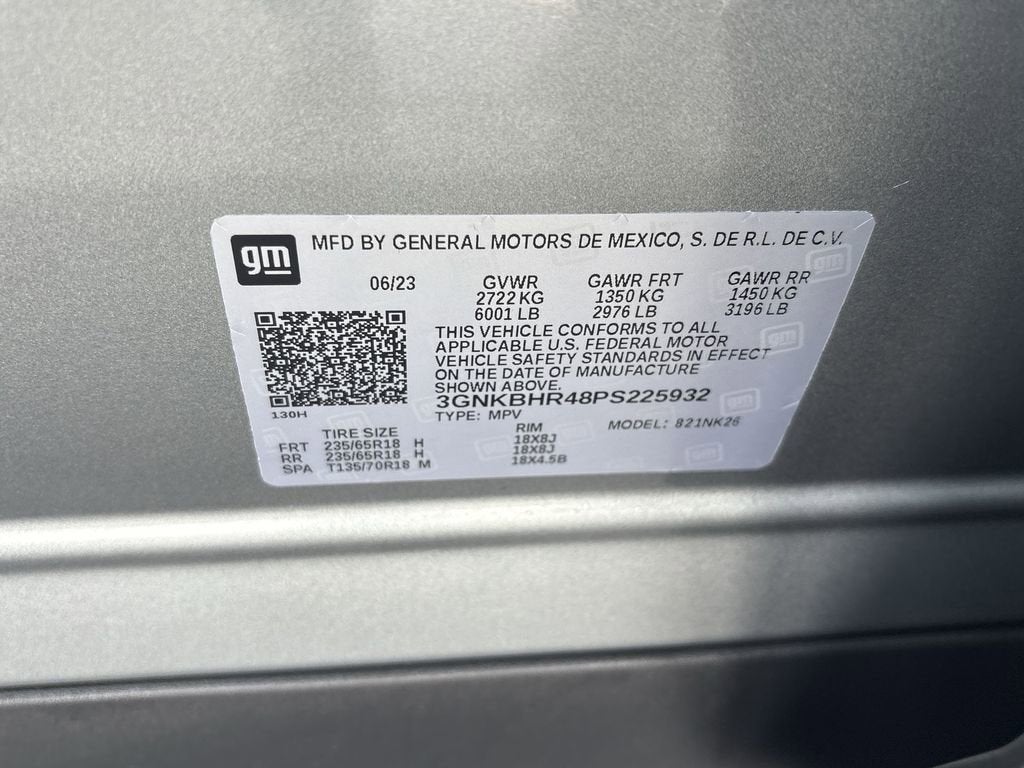 gm
MFD BY GENERAL MOTORS DE MEXICO, S. DE R.L. DE C.V.
06/23 GVWR GAWR FRT GAWR RR
2722 KG 1350 KG 1450 KG
6001 LB 2976 LB 3196 LB
THIS VEHICLE CONFORMS TO ALL
APPLICABLE U.S. FEDERAL MOTOR
VEHICLE SAFETY STANDARDS IN EFFECT
ON THE DATE OF MANUFACTURE
SHOWN ABOVE.
3GNKBHR48PS225932
130H
TYPE: MPV MODEL: 821NK26
TIRE SIZE RIM
FRT 235/65R18 H 18X8J
RR 235/65R18 H 18X8J
SPA T135/70R18 M 18X4.5B